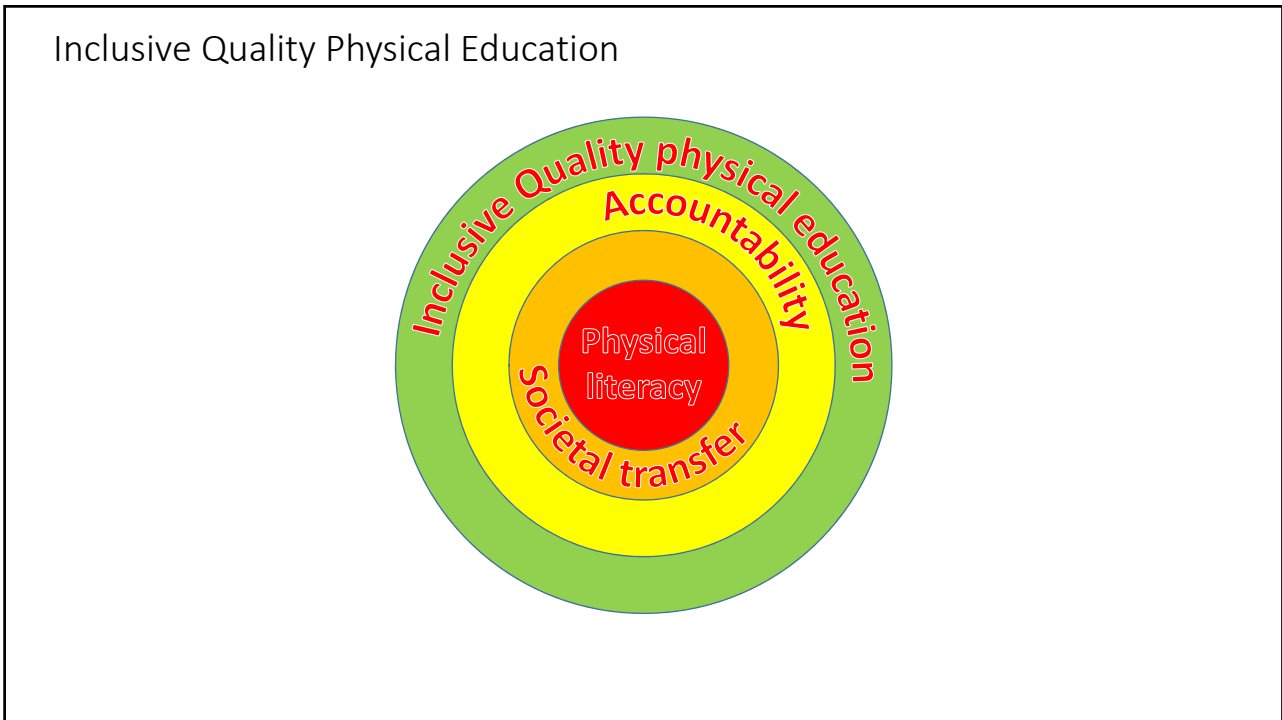 Inclusive Quality Physical Education
Inclusive Quality physical education
Accountability
Physical
literacy
Societal transfer